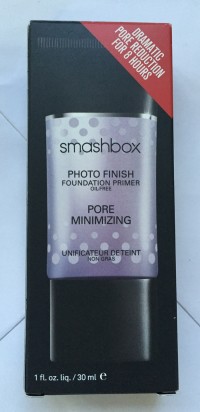 DRAMATIC
PORE REDUCTION
FOR 8 HOURS
smashbox
PHOTO FINISH
FOUNDATION PRIMER
OIL-FREE
PORE
MINIMIZING
UNIFICATEUR DE TEINT
NON GRAS
1 fl. oz. liq. / 30 ml e